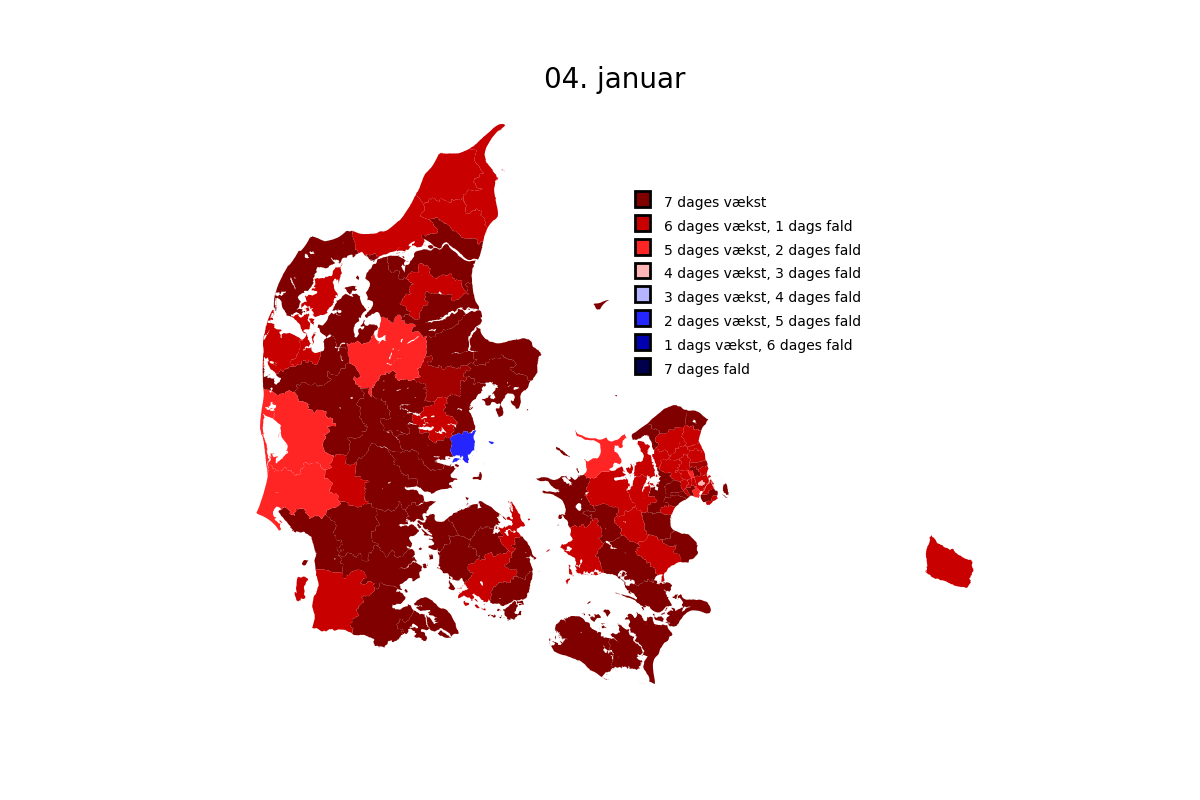 04. januar
7 dages vækst
6 dages vækst, 1 dags fald
5 dages vækst, 2 dages fald
4 dages vækst, 3 dages fald
3 dages vækst, 4 dages fald
2 dages vækst, 5 dages fald
1 dags vækst, 6 dages fald
7 dages fald